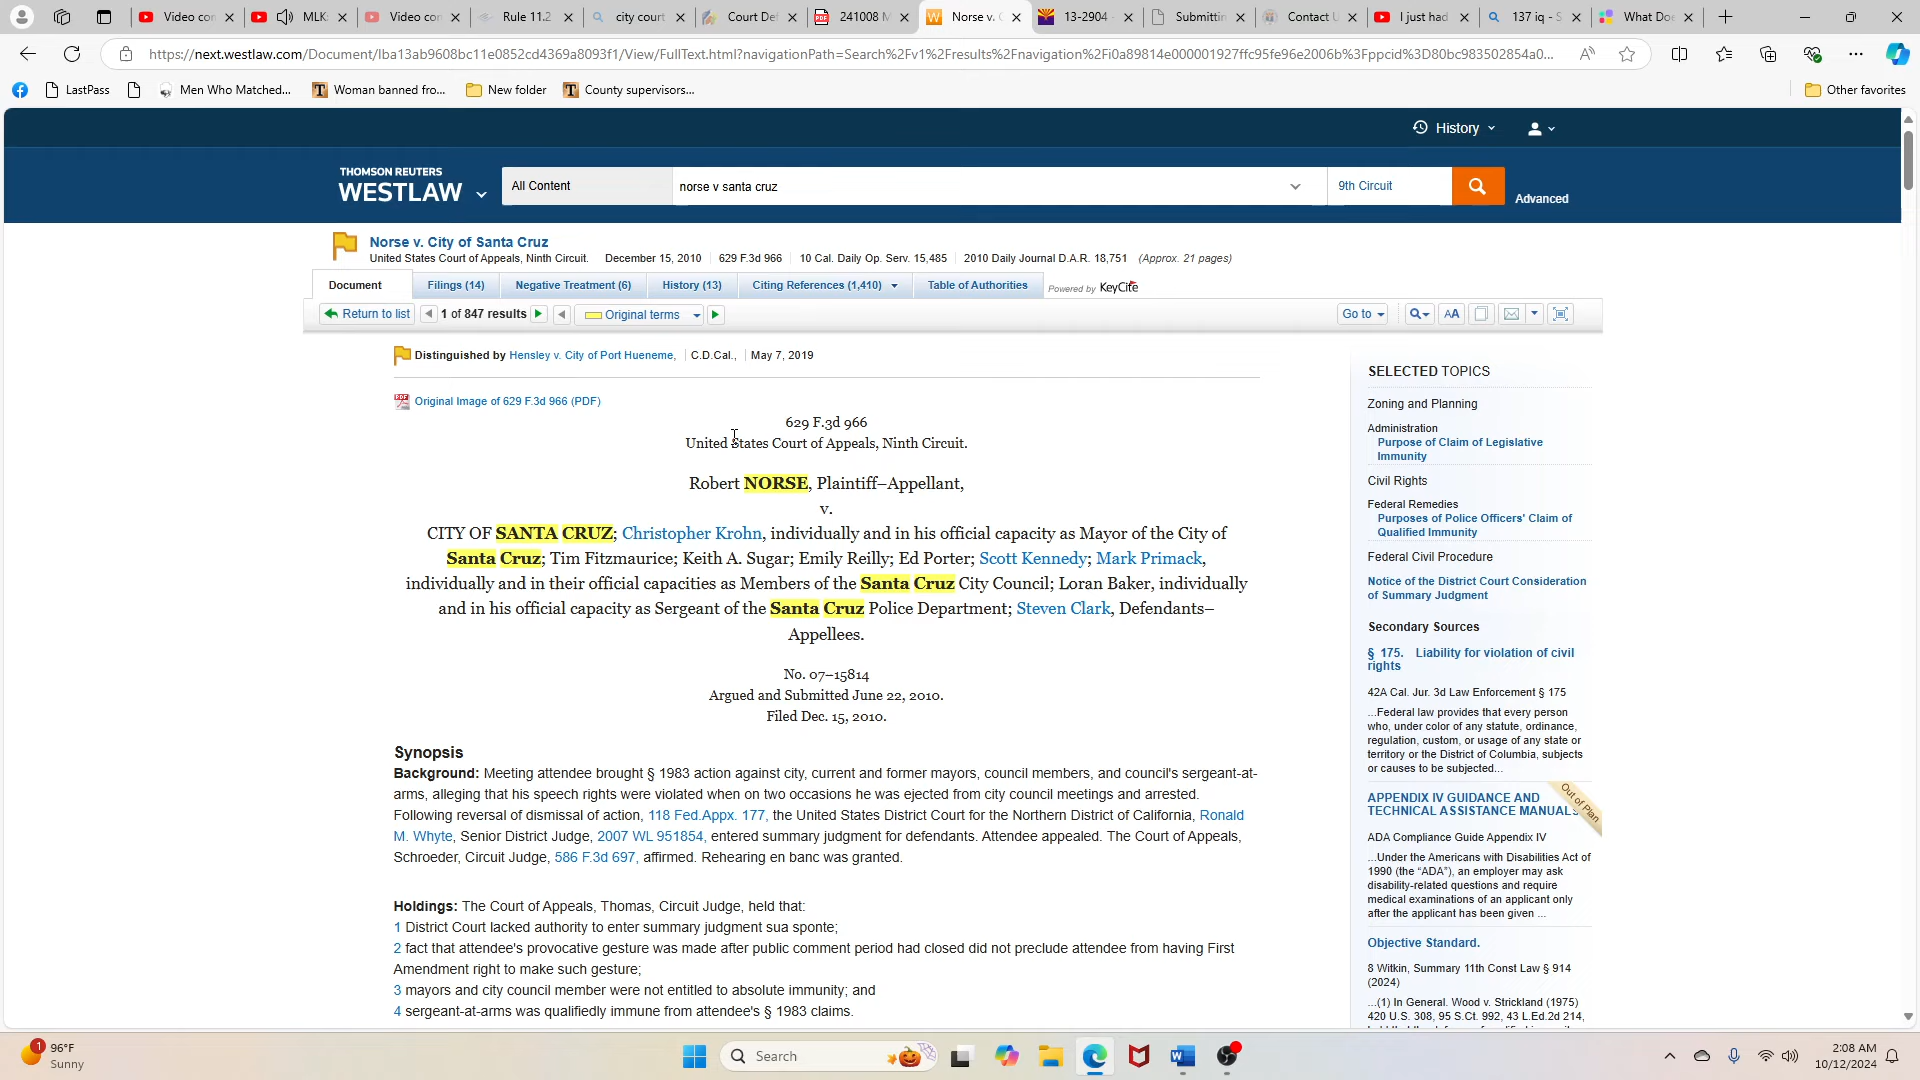 Video con
MLK:
Video con
Rule 11.2
city court
Court De
241008 M
Norse v. C
13-2904 -
Submittin
Contact U
I just had
137 iq - S
What Do
https://next.westlaw.com/Document/Iba13ab9608bc11e0852cd4369a8093f1/View/FullText.html?navigationPath=Search%2Fv1%2Fresults%2Fnavigation%2Fi0a89814e000001927ffc95fe96e2006b%3Fppcid%3D80bc983502854a0...
LastPass
Men Who Matched...
Woman banned fro...
New folder
County supervisors...
Other favorites
History
THOMSON REUTERS
WESTLAW
All Content
norse v santa cruz
9th Circuit
Advanced
Norse v. City of Santa Cruz
United States Court of Appeals, Ninth Circuit. December 15, 2010 629 F.3d 966 10 Cal. Daily Op. Serv. 15,485 2010 Daily Journal D.A.R. 18,751 (Approx. 21 pages)
Document Filings (14) Negative Treatment (6) History (13) Citing References (1,410) Table of Authorities Powered by KeyCite
Return to list 1 of 847 results Original terms Go to AA
Distinguished by Hensley v. City of Port Hueneme, C.D.Cal., May 7, 2019
Original Image of 629 F.3d 966 (PDF)
629 F.3d 966
United States Court of Appeals, Ninth Circuit.
Robert NORSE, Plaintiff–Appellant,
v.
CITY OF SANTA CRUZ; Christopher Krohn, individually and in his official capacity as Mayor of the City of
Santa Cruz; Tim Fitzmaurice; Keith A. Sugar; Emily Reilly; Ed Porter; Scott Kennedy; Mark Primack,
individually and in their official capacities as Members of the Santa Cruz City Council; Loran Baker, individually
and in his official capacity as Sergeant of the Santa Cruz Police Department; Steven Clark, Defendants–
Appellees.
No. 07–15814
Argued and Submitted June 22, 2010.
Filed Dec. 15, 2010.
Synopsis
Background: Meeting attendee brought § 1983 action against city, current and former mayors, council members, and council's sergeant-at-
arms, alleging that his speech rights were violated when on two occasions he was ejected from city council meetings and arrested.
Following reversal of dismissal of action, 118 Fed.Appx. 177, the United States District Court for the Northern District of California, Ronald
M. Whyte, Senior District Judge, 2007 WL 951854, entered summary judgment for defendants. Attendee appealed. The Court of Appeals,
Schroeder, Circuit Judge, 586 F.3d 697, affirmed. Rehearing en banc was granted.
Holdings: The Court of Appeals, Thomas, Circuit Judge, held that:
1 District Court lacked authority to enter summary judgment sua sponte;
2 fact that attendee's provocative gesture was made after public comment period had closed did not preclude attendee from having First
Amendment right to make such gesture;
3 mayors and city council member were not entitled to absolute immunity; and
4 sergeant-at-arms was qualifiedly immune from attendee's § 1983 claims.
SELECTED TOPICS
Zoning and Planning
Administration
Purpose of Claim of Legislative
Immunity
Civil Rights
Federal Remedies
Purposes of Police Officers' Claim of
Qualified Immunity
Federal Civil Procedure
Notice of the District Court Consideration
of Summary Judgment
Secondary Sources
§ 175. Liability for violation of civil
rights
42A Cal. Jur. 3d Law Enforcement § 175
...Federal law provides that every person
who, under color of any statute, ordinance,
regulation, custom, or usage of any state or
territory or the District of Columbia, subjects
or causes to be subjected...
Out of Plan
APPENDIX IV GUIDANCE AND
TECHNICAL ASSISTANCE MANUALS
ADA Compliance Guide Appendix IV
...Under the Americans with Disabilities Act of
1990 (the “ADA”), an employer may ask
disability-related questions and require
medical examinations of an applicant only
after the applicant has been given ...
Objective Standard.
8 Witkin, Summary 11th Const Law § 914
(2024)
...(1) In General. Wood v. Strickland (1975)
420 U.S. 308, 95 S.Ct. 992, 43 L.Ed.2d 214,
1
96°F
Sunny
Search
2:08 AM
10/12/2024